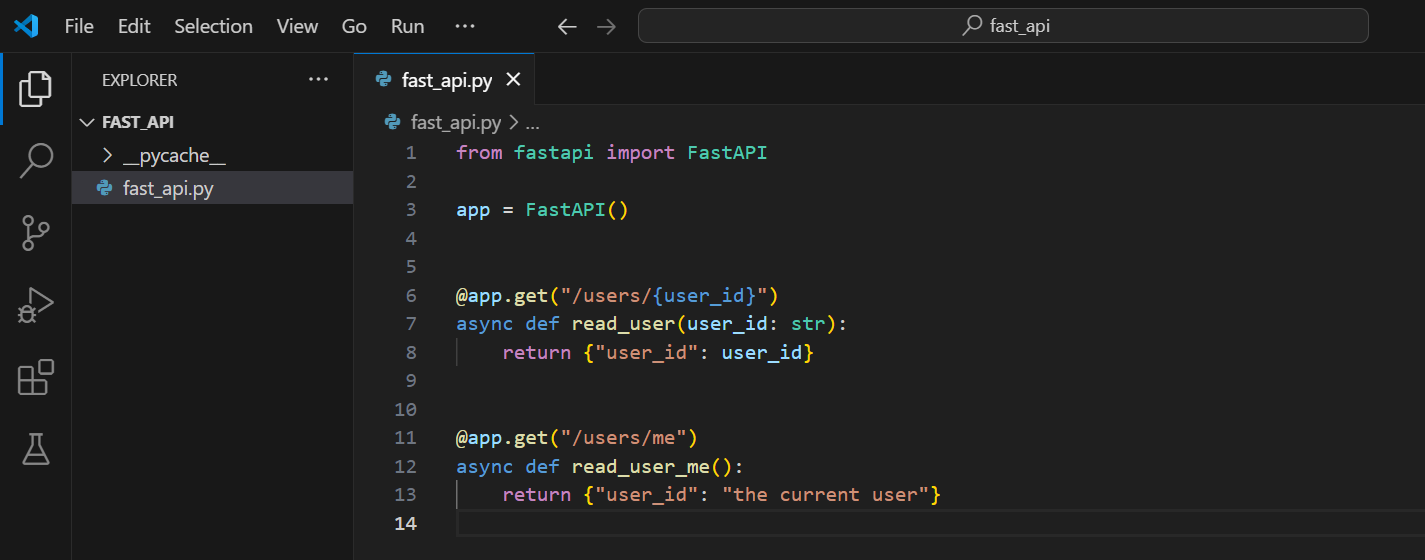 File Edit Selection View Go Run ... fast_api
EXPLORER ...
FAST_API
__pycache__
fast_api.py
fast_api.py
fast_api.py > ...
1 from fastapi import FastAPI
2
3 app = FastAPI()
4
5
6 @app.get("/users/{user_id}")
7 async def read_user(user_id: str):
8     return {"user_id": user_id}
9
10
11 @app.get("/users/me")
12 async def read_user_me():
13     return {"user_id": "the current user"}
14